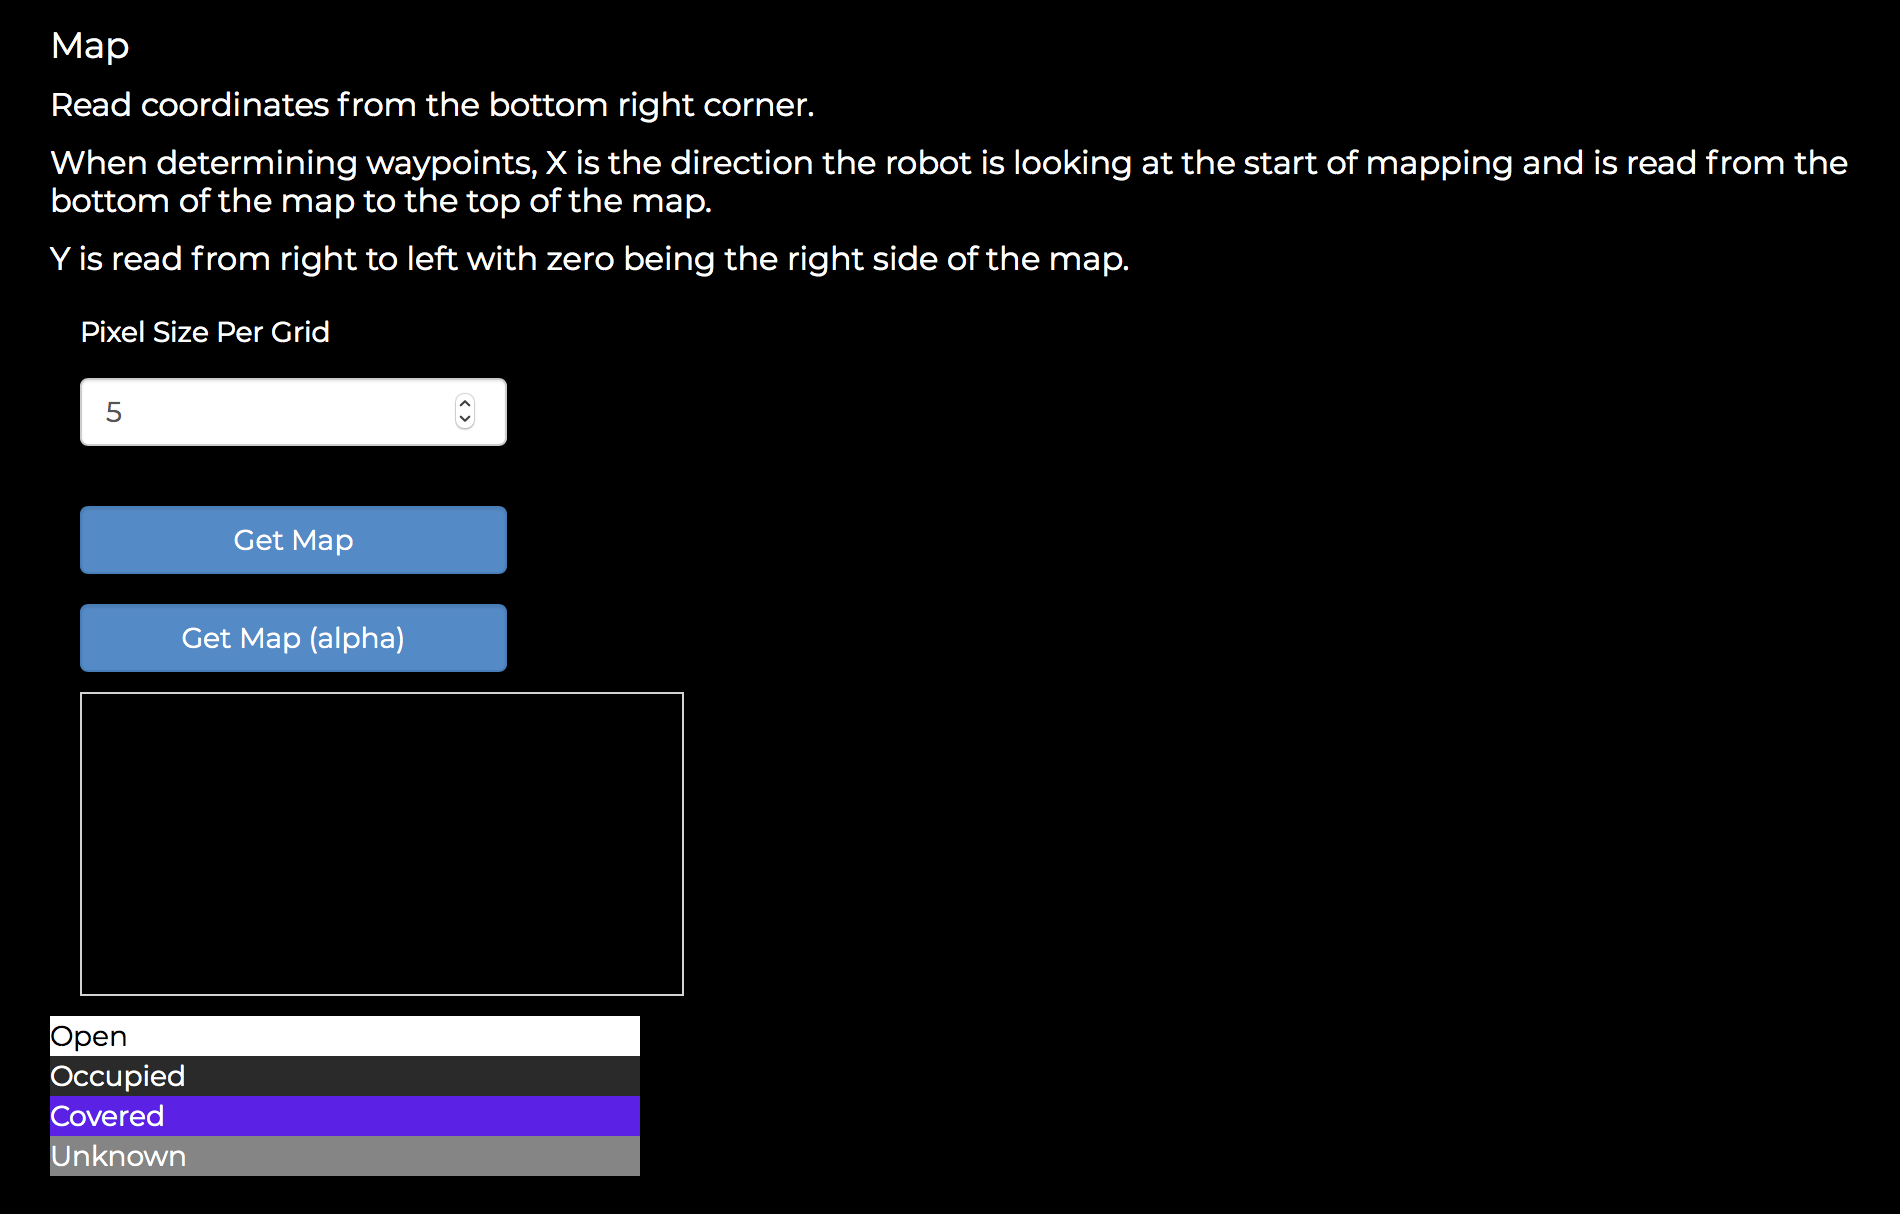 Map
Read coordinates from the bottom right corner.
When determining waypoints, X is the direction the robot is looking at the start of mapping and is read from the
bottom of the map to the top of the map.
Y is read from right to left with zero being the right side of the map.
Pixel Size Per Grid
5
Get Map
Get Map (alpha)
Open
Occupied
Covered
Unknown